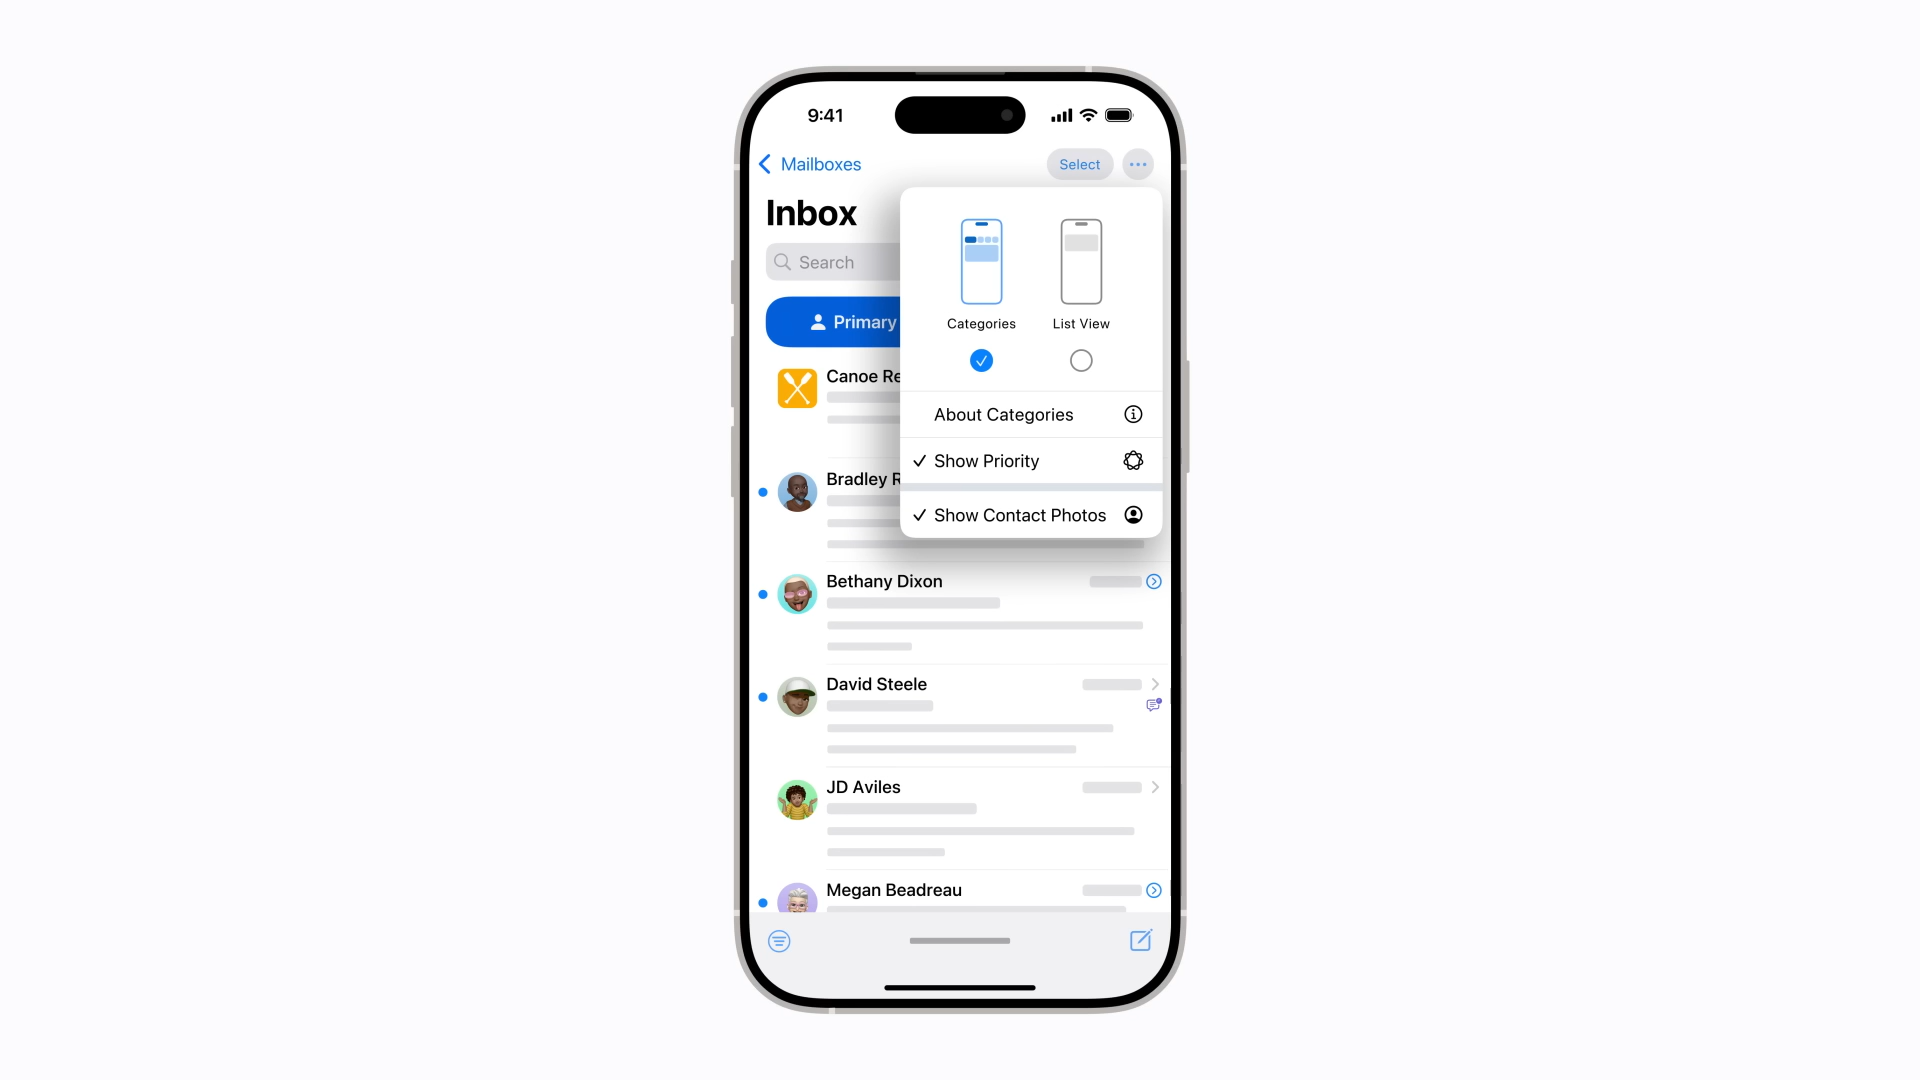 9:41
Mailboxes
Select
Inbox
Search
Categories
List View
Primary
About Categories
Canoe Re
Show Priority
Bradley R
Show Contact Photos
Bethany Dixon
David Steele
JD Aviles
Megan Beadreau